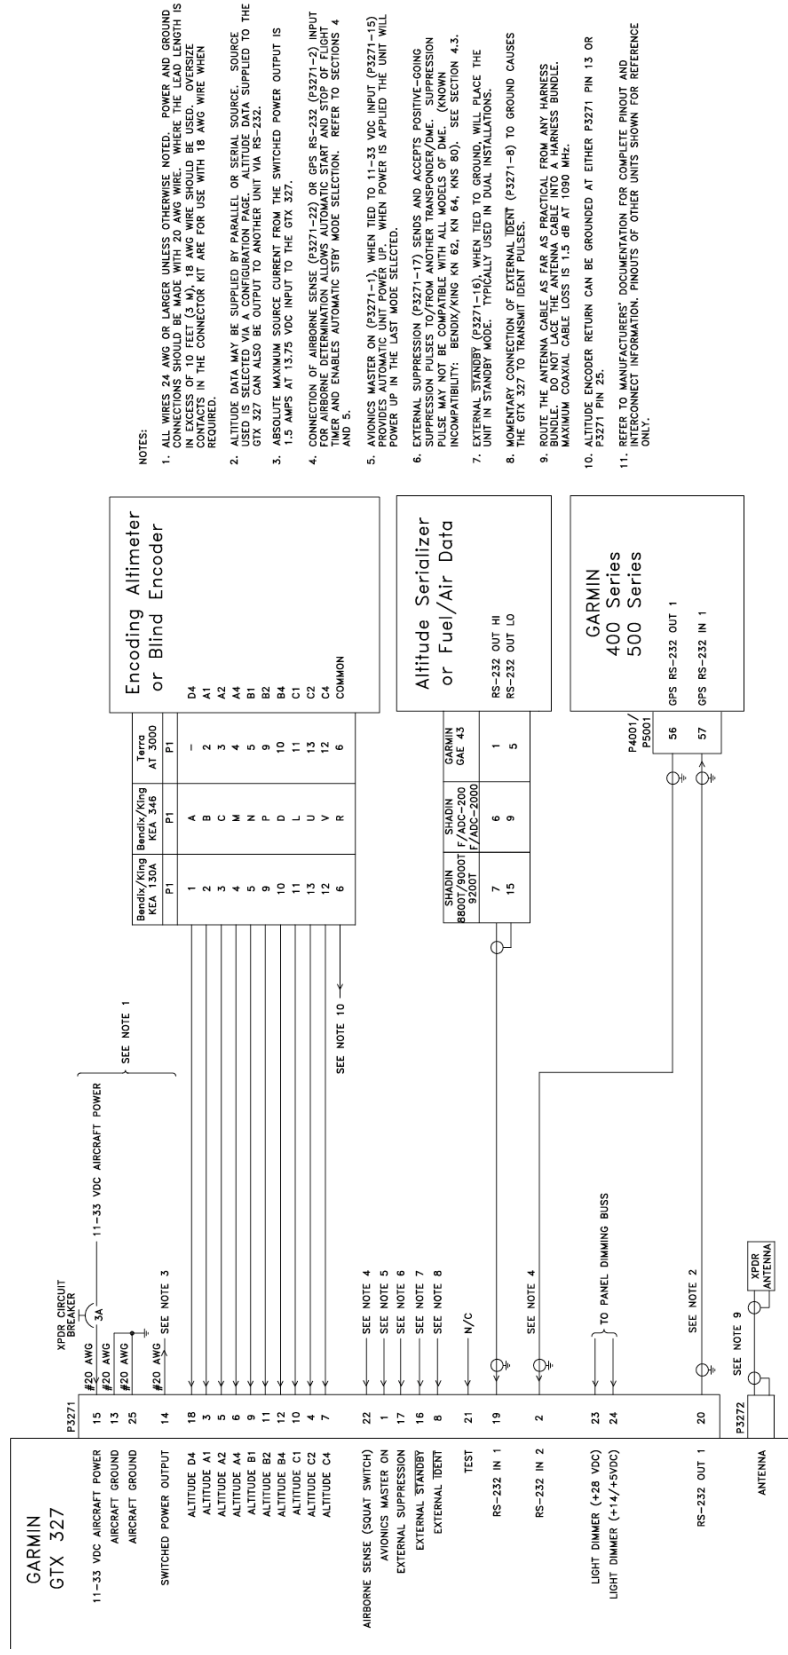 GARMIN
GTX 327
P3271
11-33 VDC AIRCRAFT POWER 15 #20 AWG 3A 11-33 VDC AIRCRAFT POWER
XPDR CIRCUIT
BREAKER
AIRCRAFT GROUND 13 #20 AWG
AIRCRAFT GROUND 25 #20 AWG
SEE NOTE 1
SWITCHED POWER OUTPUT 14 #20 AWG SEE NOTE 3
ALTITUDE D4 18
ALTITUDE A1 3
ALTITUDE A2 5
ALTITUDE A4 6
ALTITUDE B1 9
ALTITUDE B2 11
ALTITUDE B4 12
ALTITUDE C1 10
ALTITUDE C2 4
ALTITUDE C4 7
SEE NOTE 10
AIRBORNE SENSE (SQUAT SWITCH) 22 SEE NOTE 4
AVIONICS MASTER ON 1 SEE NOTE 5
EXTERNAL SUPPRESSION 17 SEE NOTE 6
EXTERNAL STANDBY 16 SEE NOTE 7
EXTERNAL IDENT 8 SEE NOTE 8
TEST 21 N/C
RS-232 IN 1 19
RS-232 IN 2 2 SEE NOTE 4
LIGHT DIMMER (+28 VDC) 23
LIGHT DIMMER (+14/+5VDC) 24
TO PANEL DIMMING BUSS
RS-232 OUT 1 20 SEE NOTE 2
P3272
ANTENNA
SEE NOTE 9
XPDR
ANTENNA
Bendix/King
KEA 130A
Bendix/King
KEA 346
Terra
AT 3000
Encoding Altimeter
or Blind Encoder
P1 P1 P1
1 A - D4
2 B 2 A1
3 C 3 A2
4 M 4 A4
5 N 5 B1
9 P 9 B2
10 D 10 B4
11 L 11 C1
13 U 13 C2
12 V 12 C4
6 R 6 COMMON
SHADIN
8800T/9000T
9200T
SHADIN
F/ADC-200
F/ADC-2000
GARMIN
GAE 43
Altitude Serializer
or Fuel/Air Data
7 6 1 RS-232 OUT HI
15 9 5 RS-232 OUT LO
P4001/
P5001
GARMIN
400 Series
500 Series
56 GPS RS-232 OUT 1
57 GPS RS-232 IN 1
NOTES:
1. ALL WIRES 24 AWG OR LARGER UNLESS OTHERWISE NOTED. POWER AND GROUND
CONNECTIONS SHOULD BE MADE WITH 20 AWG WIRE. WHERE THE LEAD LENGTH IS
IN EXCESS OF 10 FEET (3 M), 18 AWG WIRE SHOULD BE USED. OVERSIZE
CONTACTS IN THE CONNECTOR KIT ARE FOR USE WITH 18 AWG WIRE WHEN
REQUIRED.
2. ALTITUDE DATA MAY BE SUPPLIED BY PARALLEL OR SERIAL SOURCE. SOURCE
USED IS SELECTED VIA A CONFIGURATION PAGE. ALTITUDE DATA SUPPLIED TO THE
GTX 327 CAN ALSO BE OUTPUT TO ANOTHER UNIT VIA RS-232.
3. ABSOLUTE MAXIMUM SOURCE CURRENT FROM THE SWITCHED POWER OUTPUT IS
1.5 AMPS AT 13.75 VDC INPUT TO THE GTX 327.
4. CONNECTION OF AIRBORNE SENSE (P3271-22) OR GPS RS-232 (P3271-2) INPUT
FOR AIRBORNE DETERMINATION ALLOWS AUTOMATIC START AND STOP OF FLIGHT
TIMER AND ENABLES AUTOMATIC STBY MODE SELECTION. REFER TO SECTIONS 4
AND 5.
5. AVIONICS MASTER ON (P3271-1), WHEN TIED TO 11-33 VDC INPUT (P3271-15)
PROVIDES AUTOMATIC UNIT POWER UP. WHEN POWER IS APPLIED THE UNIT WILL
POWER UP IN THE LAST MODE SELECTED.
6. EXTERNAL SUPPRESSION (P3271-17) SENDS AND ACCEPTS POSITIVE-GOING
SUPPRESSION PULSES TO/FROM ANOTHER TRANSPONDER/DME. SUPPRESSION
PULSE MAY NOT BE COMPATIBLE WITH ALL MODELS OF DME. (KNOWN
INCOMPATIBILITY: BENDIX/KING KN 62, KN 64, KNS 80). SEE SECTION 4.3.
7. EXTERNAL STANDBY (P3271-16), WHEN TIED TO GROUND, WILL PLACE THE
UNIT IN STANDBY MODE. TYPICALLY USED IN DUAL INSTALLATIONS.
8. MOMENTARY CONNECTION OF EXTERNAL IDENT (P3271-8) TO GROUND CAUSES
THE GTX 327 TO TRANSMIT IDENT PULSES.
9. ROUTE THE ANTENNA CABLE AS FAR AS PRACTICAL FROM ANY HARNESS
BUNDLE. DO NOT LACE THE ANTENNA CABLE INTO A HARNESS BUNDLE.
MAXIMUM COAXIAL CABLE LOSS IS 1.5 dB AT 1090 MHz.
10. ALTITUDE ENCODER RETURN CAN BE GROUNDED AT EITHER P3271 PIN 13 OR
P3271 PIN 25.
11. REFER TO MANUFACTURERS' DOCUMENTATION FOR COMPLETE PINOUT AND
INTERCONNECT INFORMATION. PINOUTS OF OTHER UNITS SHOWN FOR REFERENCE
ONLY.